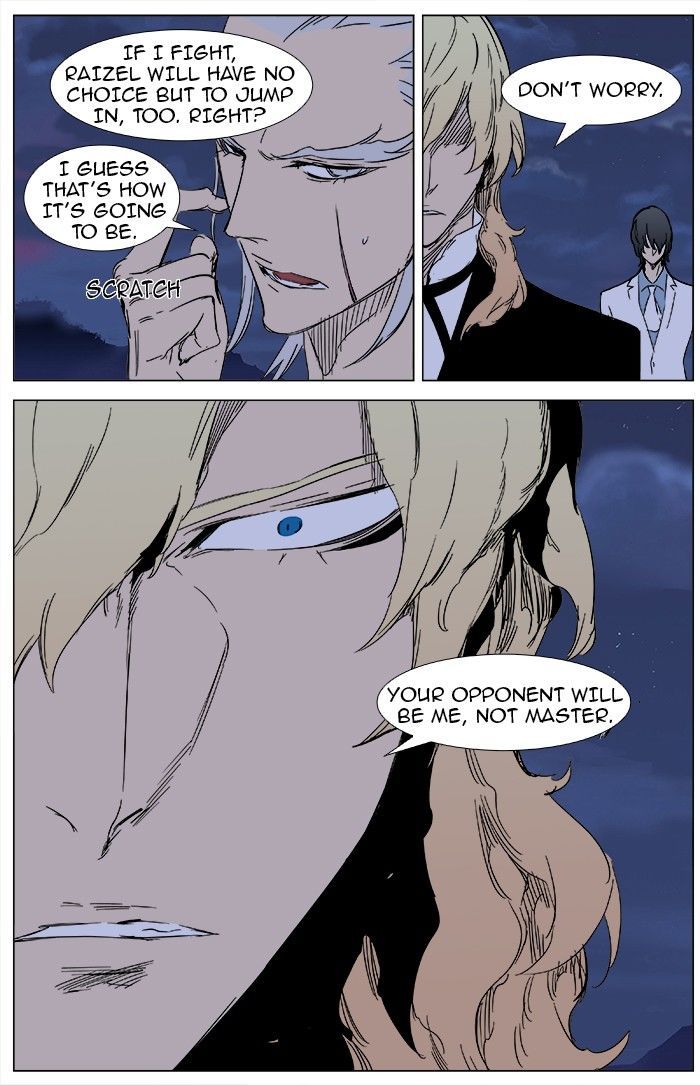 IF I FIGHT,
RAIZEL WILL HAVE NO
CHOICE BUT TO JUMP
IN, TOO. RIGHT?
I GUESS
THAT'S HOW
IT'S GOING
TO BE.
SCRATCH
DON'T WORRY.
YOUR OPPONENT WILL
BE ME, NOT MASTER.